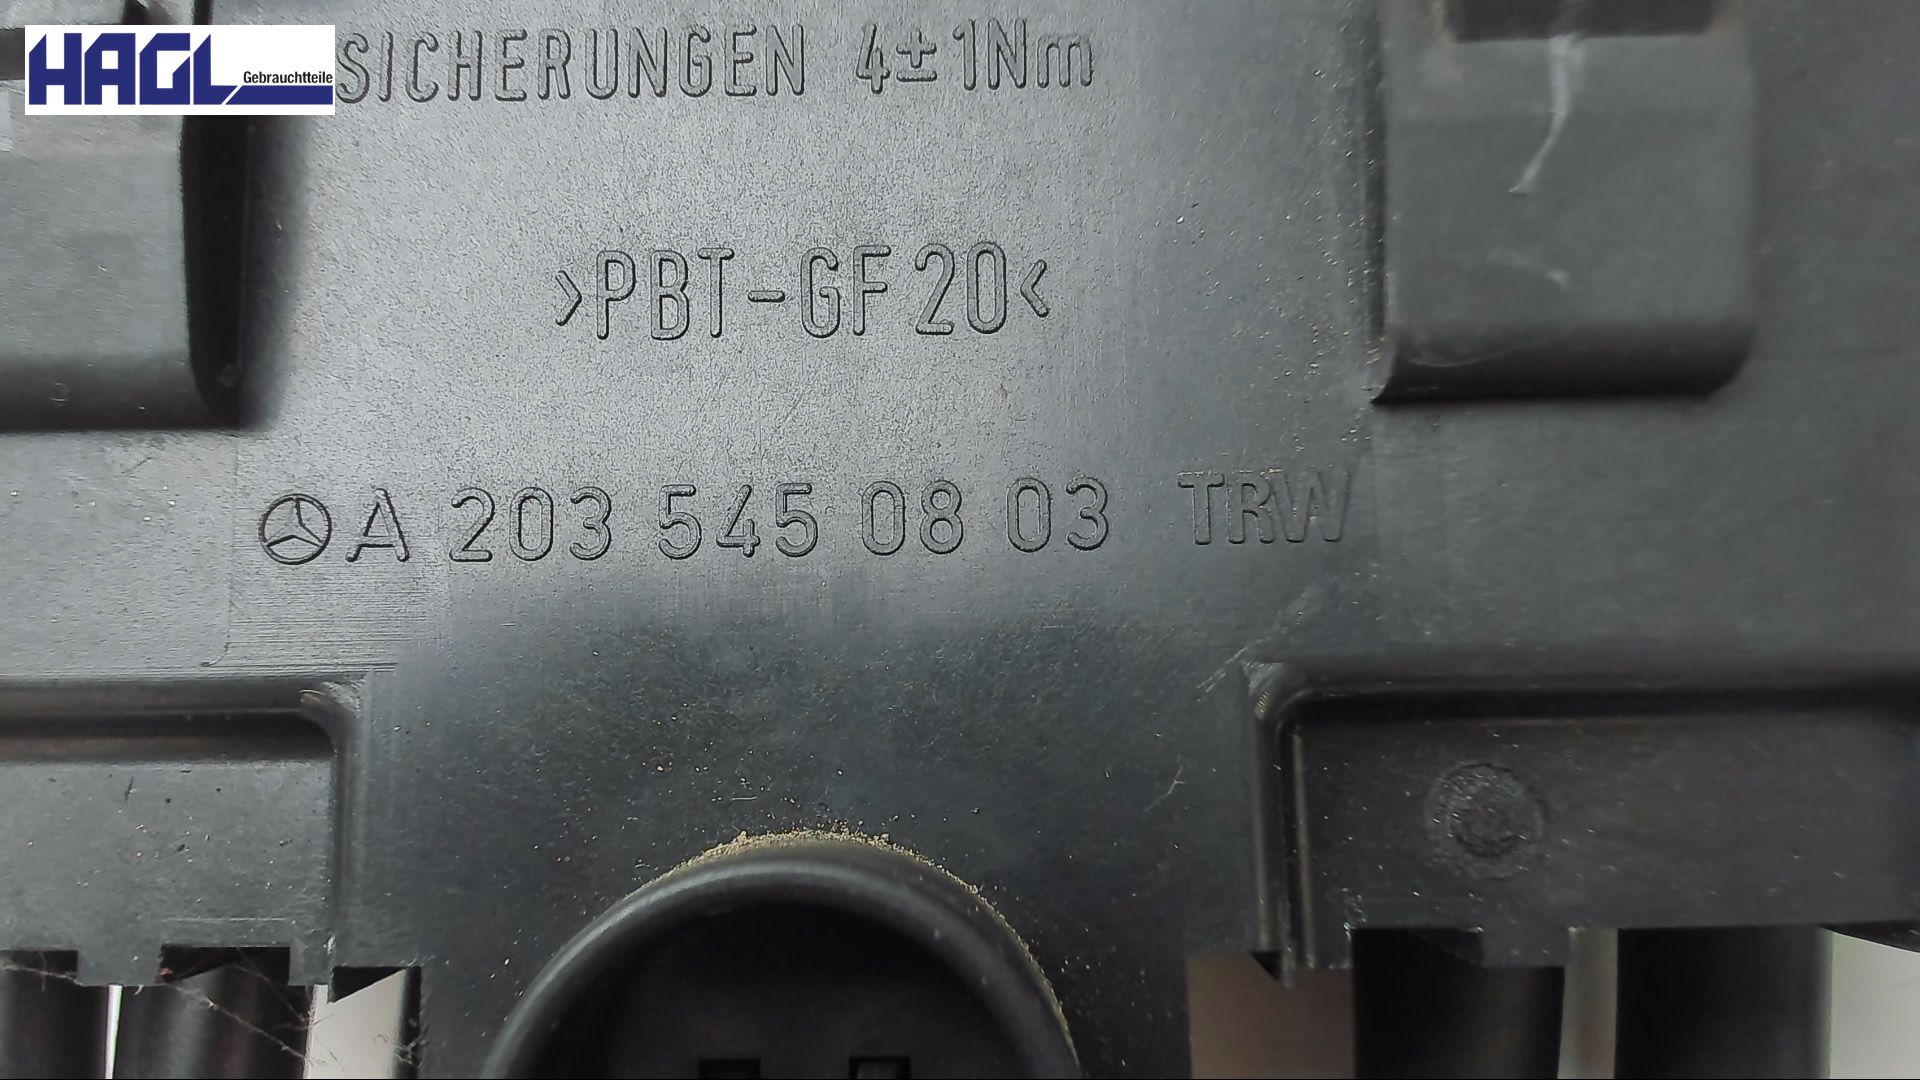 HAGL
Gebrauchtteile
SICHERUNGEN 4±1Nm
>PBT-GF20<
A 203 545 08 03 TRW